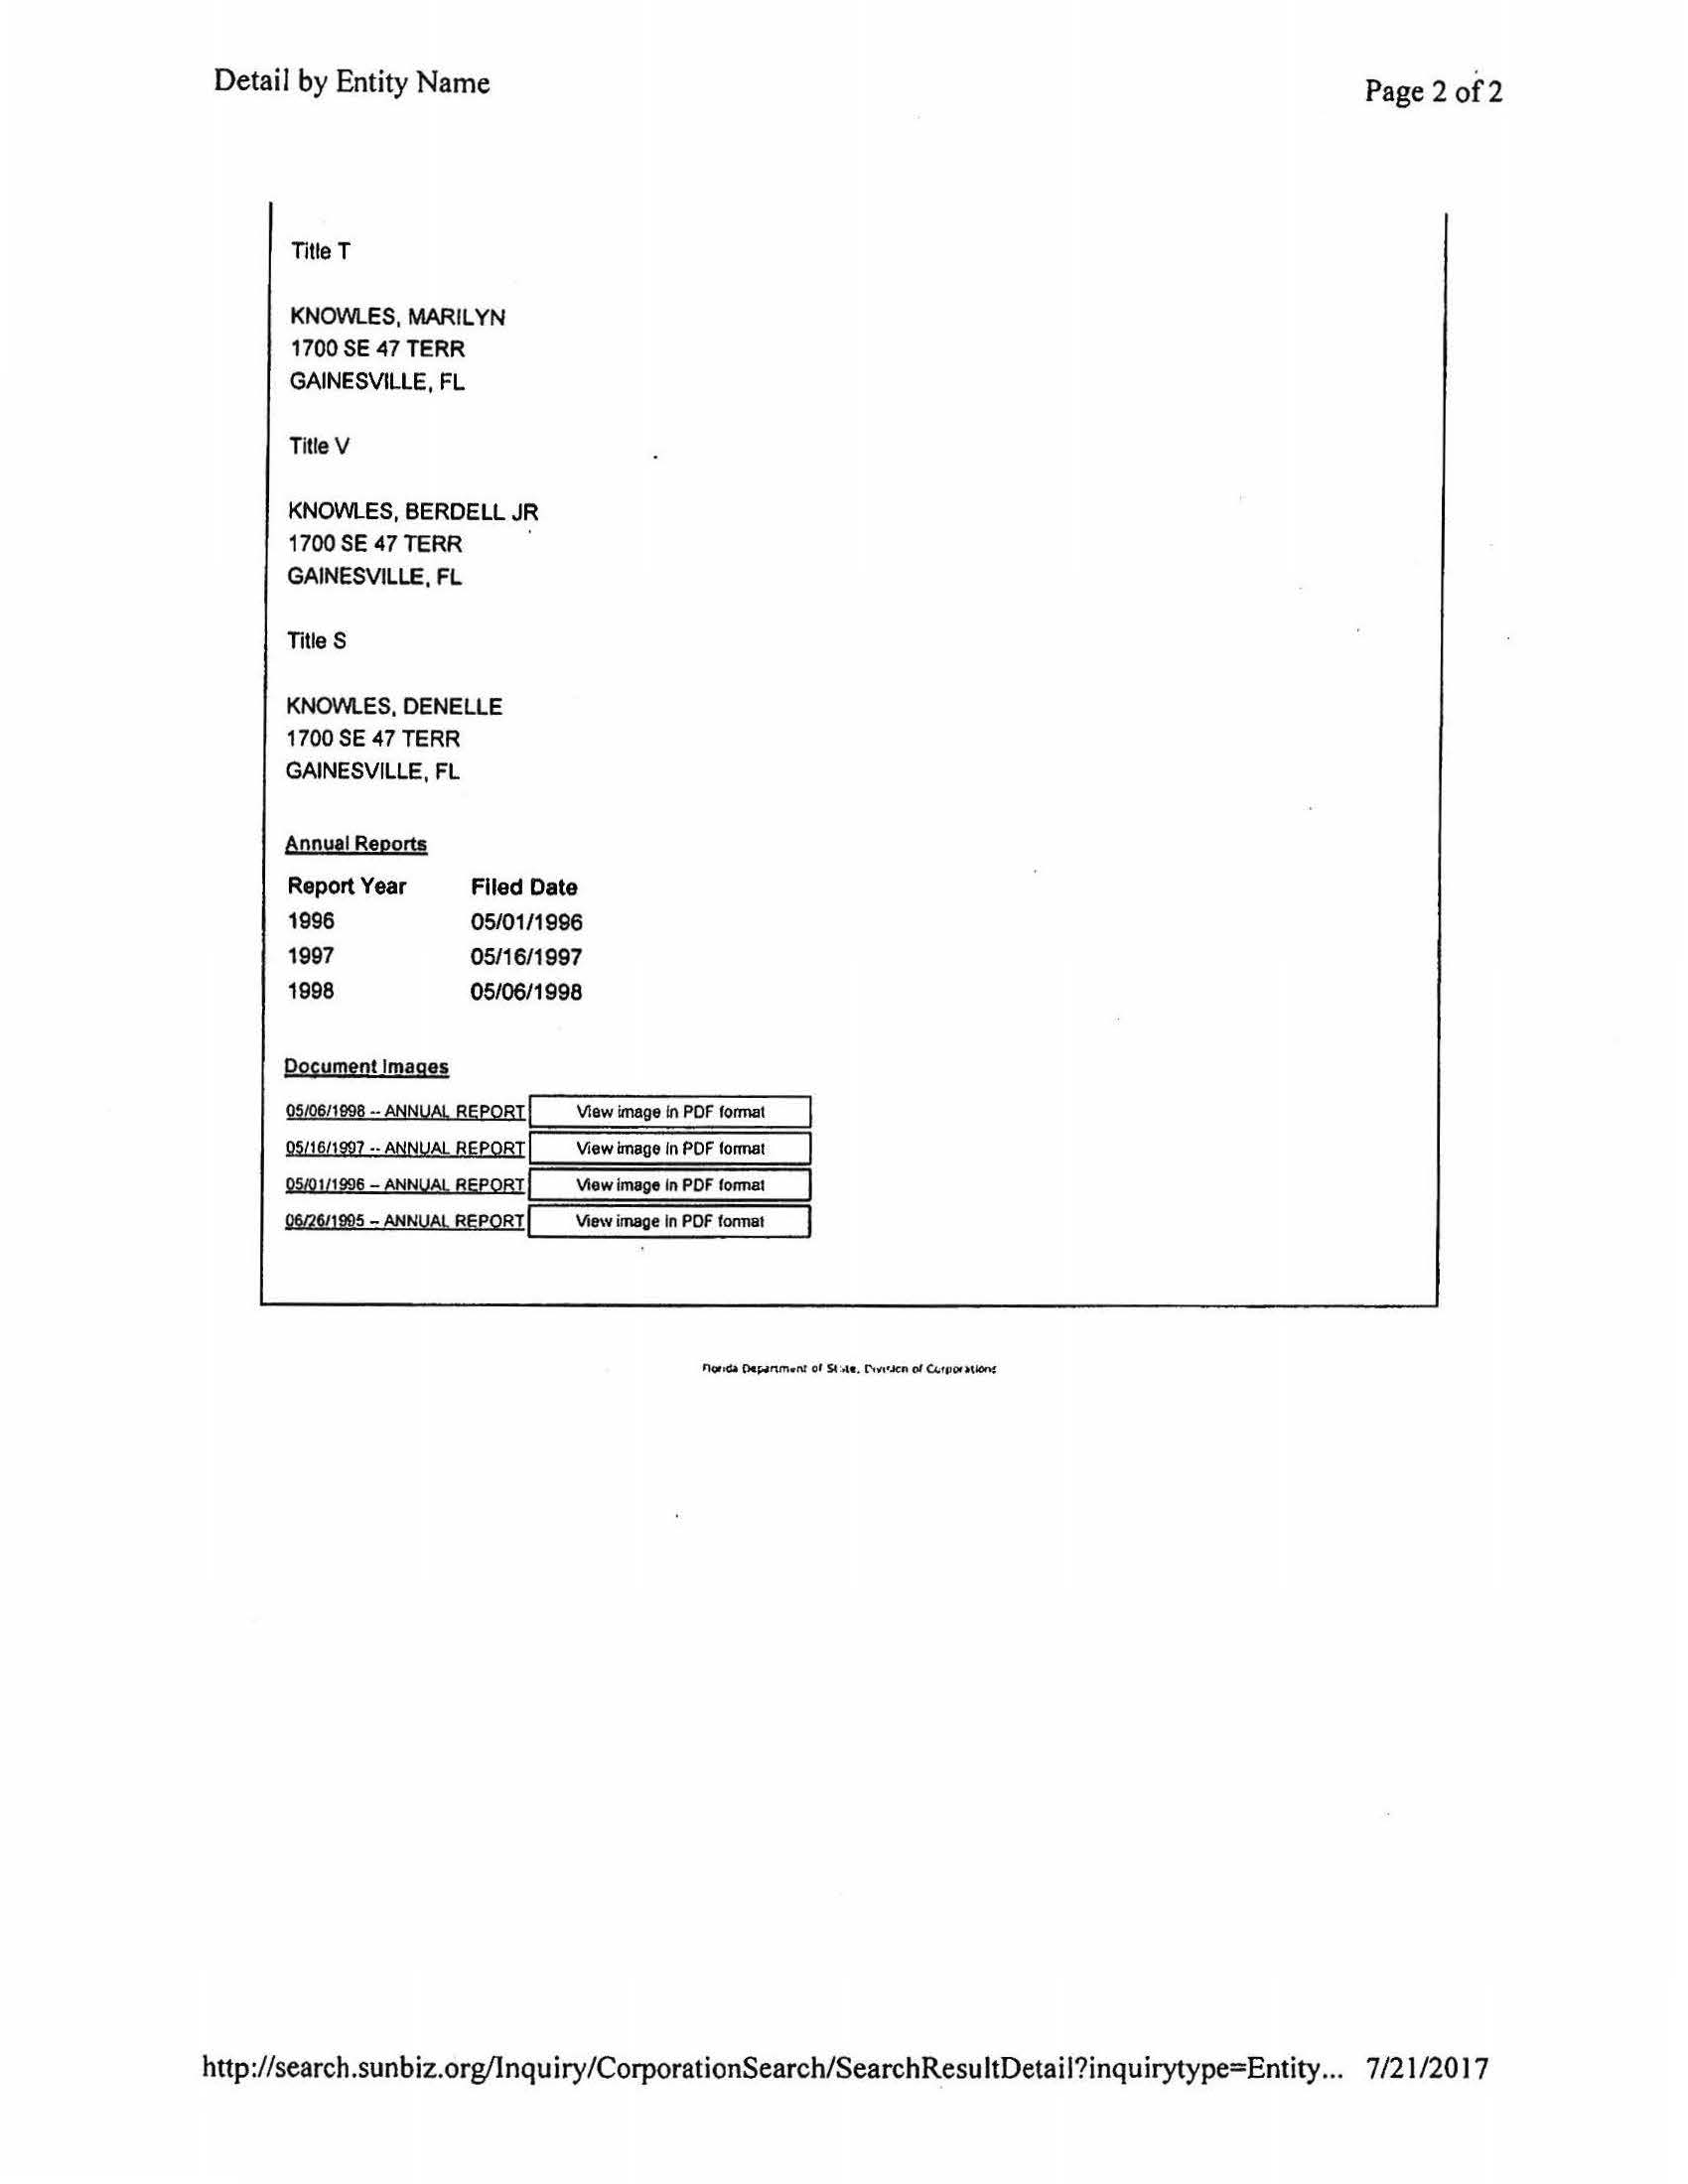 Detail by Entity Name
Page 2 of 2
Title T
KNOWLES, MARILYN
1700 SE 47 TERR
GAINESVILLE, FL
Title V
KNOWLES, BERDELL JR
1700 SE 47 TERR
GAINESVILLE, FL
Title S
KNOWLES, DENELLE
1700 SE 47 TERR
GAINESVILLE, FL
Annual Reports
Report Year Filed Date
1996 05/01/1996
1997 05/16/1997
1998 05/06/1998
Document Images
05/06/1998 -- ANNUAL REPORT View image in PDF format
05/16/1997 -- ANNUAL REPORT View image in PDF format
05/01/1996 -- ANNUAL REPORT View image in PDF format
06/26/1995 -- ANNUAL REPORT View image in PDF format
Florida Department of State, Division of Corporations
http://search.sunbiz.org/Inquiry/CorporationSearch/SearchResultDetail?inquirytype=Entity... 7/21/2017